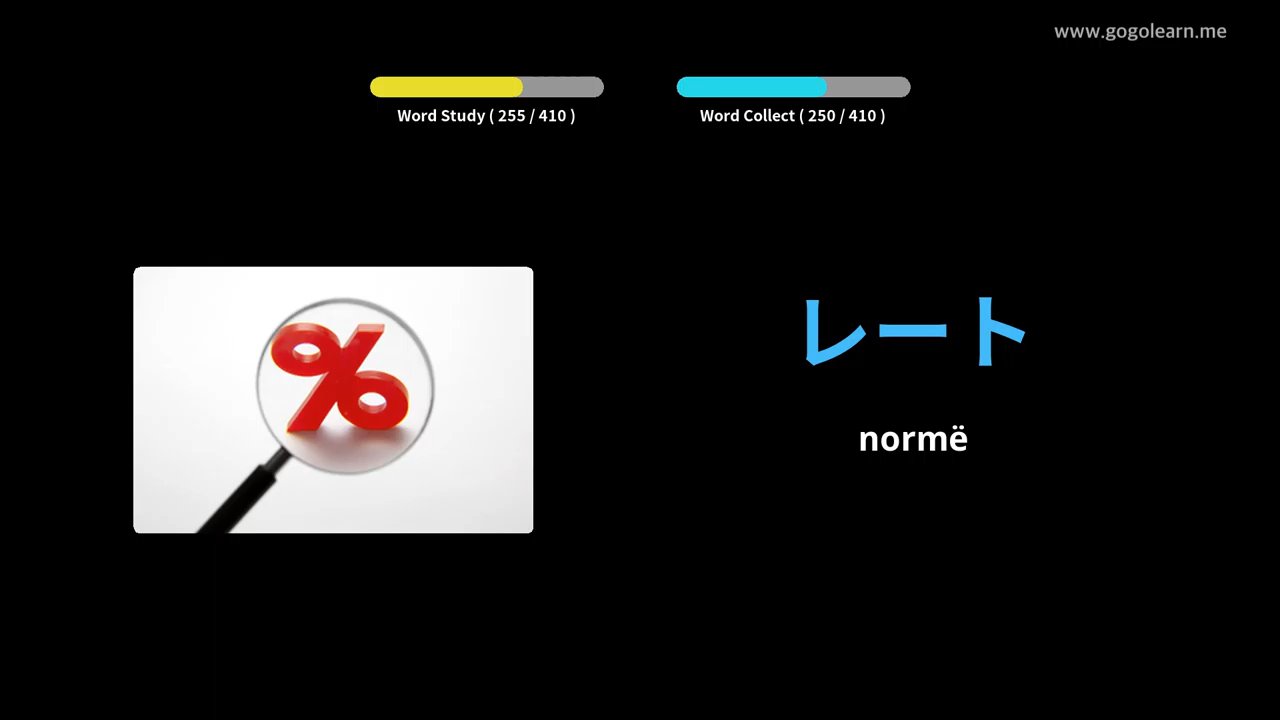 www.gogolearn.me
Word Study ( 255 / 410 )
Word Collect ( 250 / 410 )
%
レート
normë